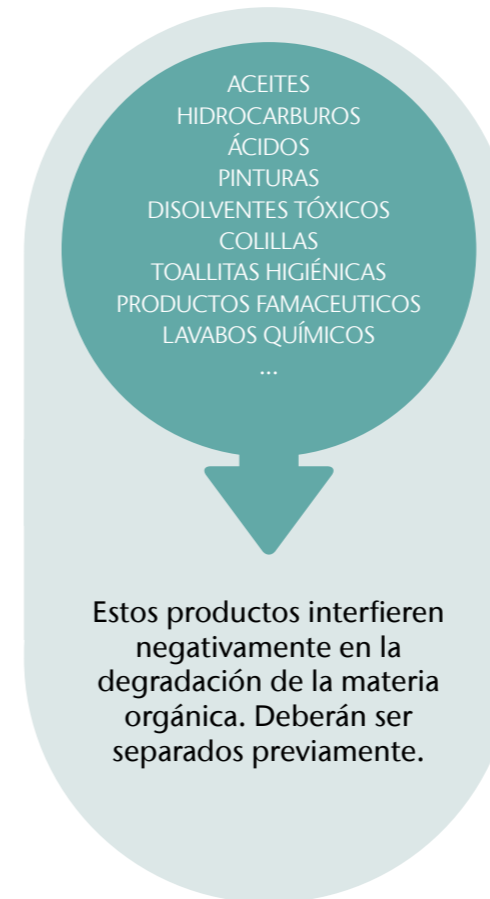 ACEITES
HIDROCARBUROS
ÁCIDOS
PINTURAS
DISOLVENTES TÓXICOS
COLILLAS
TOALLITAS HIGIÉNICAS
PRODUCTOS FAMACEUTICOS
LAVABOS QUÍMICOS
...
Estos productos interfieren
negativamente en la
degradación de la materia
orgánica. Deberán ser
separados previamente.